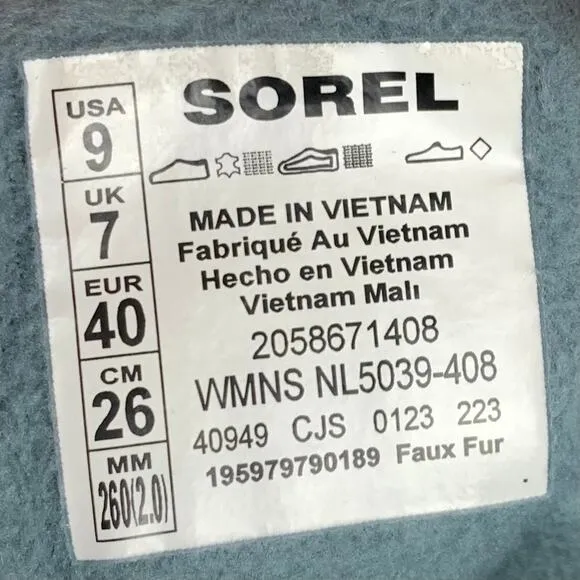 SOREL
USA
9
UK
7
EUR
40
CM
26
MM
260(2.0)
MADE IN VIETNAM
Fabriqué Au Vietnam
Hecho en Vietnam
Vietnam Malı
2058671408
WMNS NL5039-408
40949 CJS 0123 223
195979790189 Faux Fur